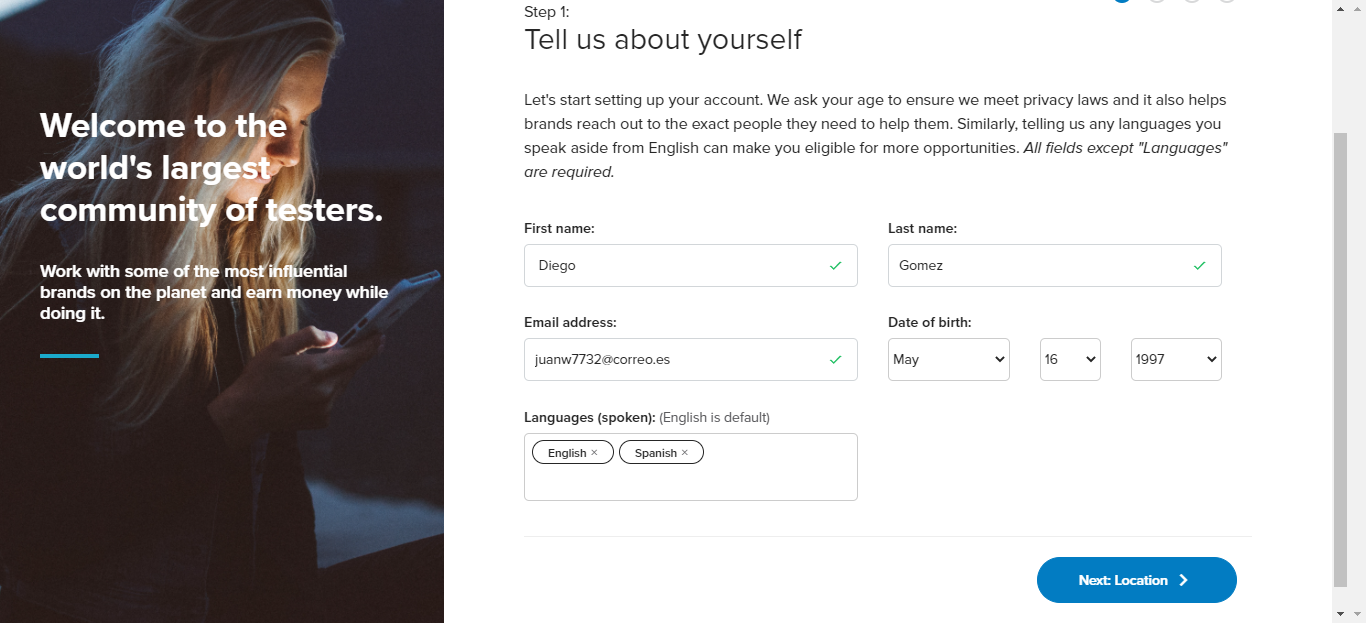 Welcome to the
world's largest
community of testers.
Work with some of the most influential
brands on the planet and earn money while
doing it.
Step 1:
Tell us about yourself
Let's start setting up your account. We ask your age to ensure we meet privacy laws and it also helps
brands reach out to the exact people they need to help them. Similarly, telling us any languages you
speak aside from English can make you eligible for more opportunities. All fields except "Languages"
are required.
First name:
Last name:
Diego
Gomez
Email address:
Date of birth:
juanw7732@correo.es
May
16
1997
Languages (spoken): (English is default)
English ×
Spanish ×
Next: Location